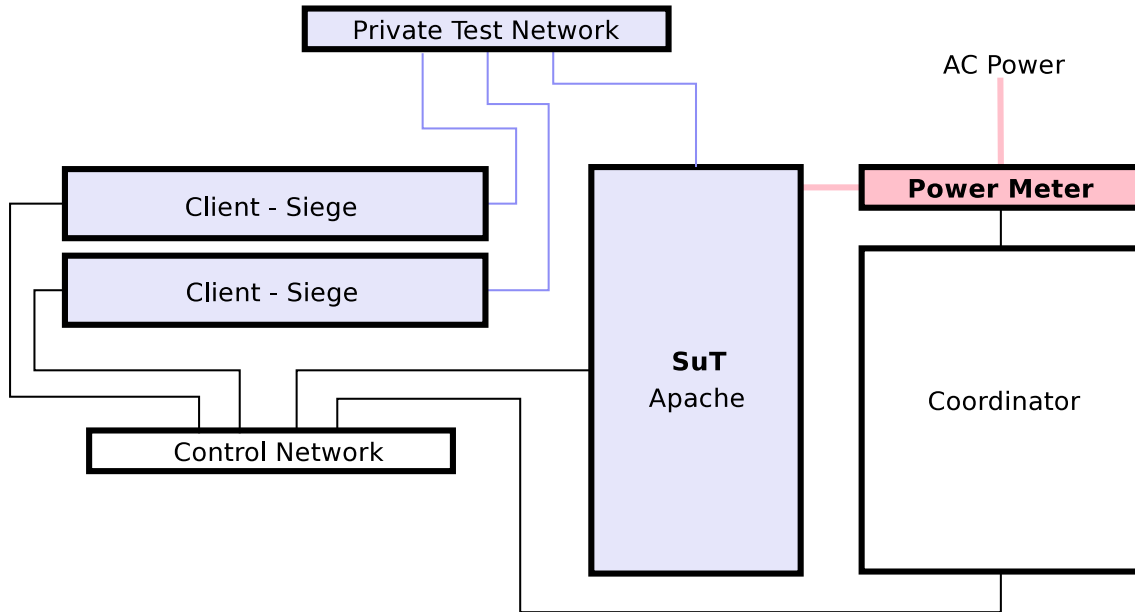 Private Test Network
AC Power
Client - Siege
Power Meter
Client - Siege
SuT
Apache
Coordinator
Control Network